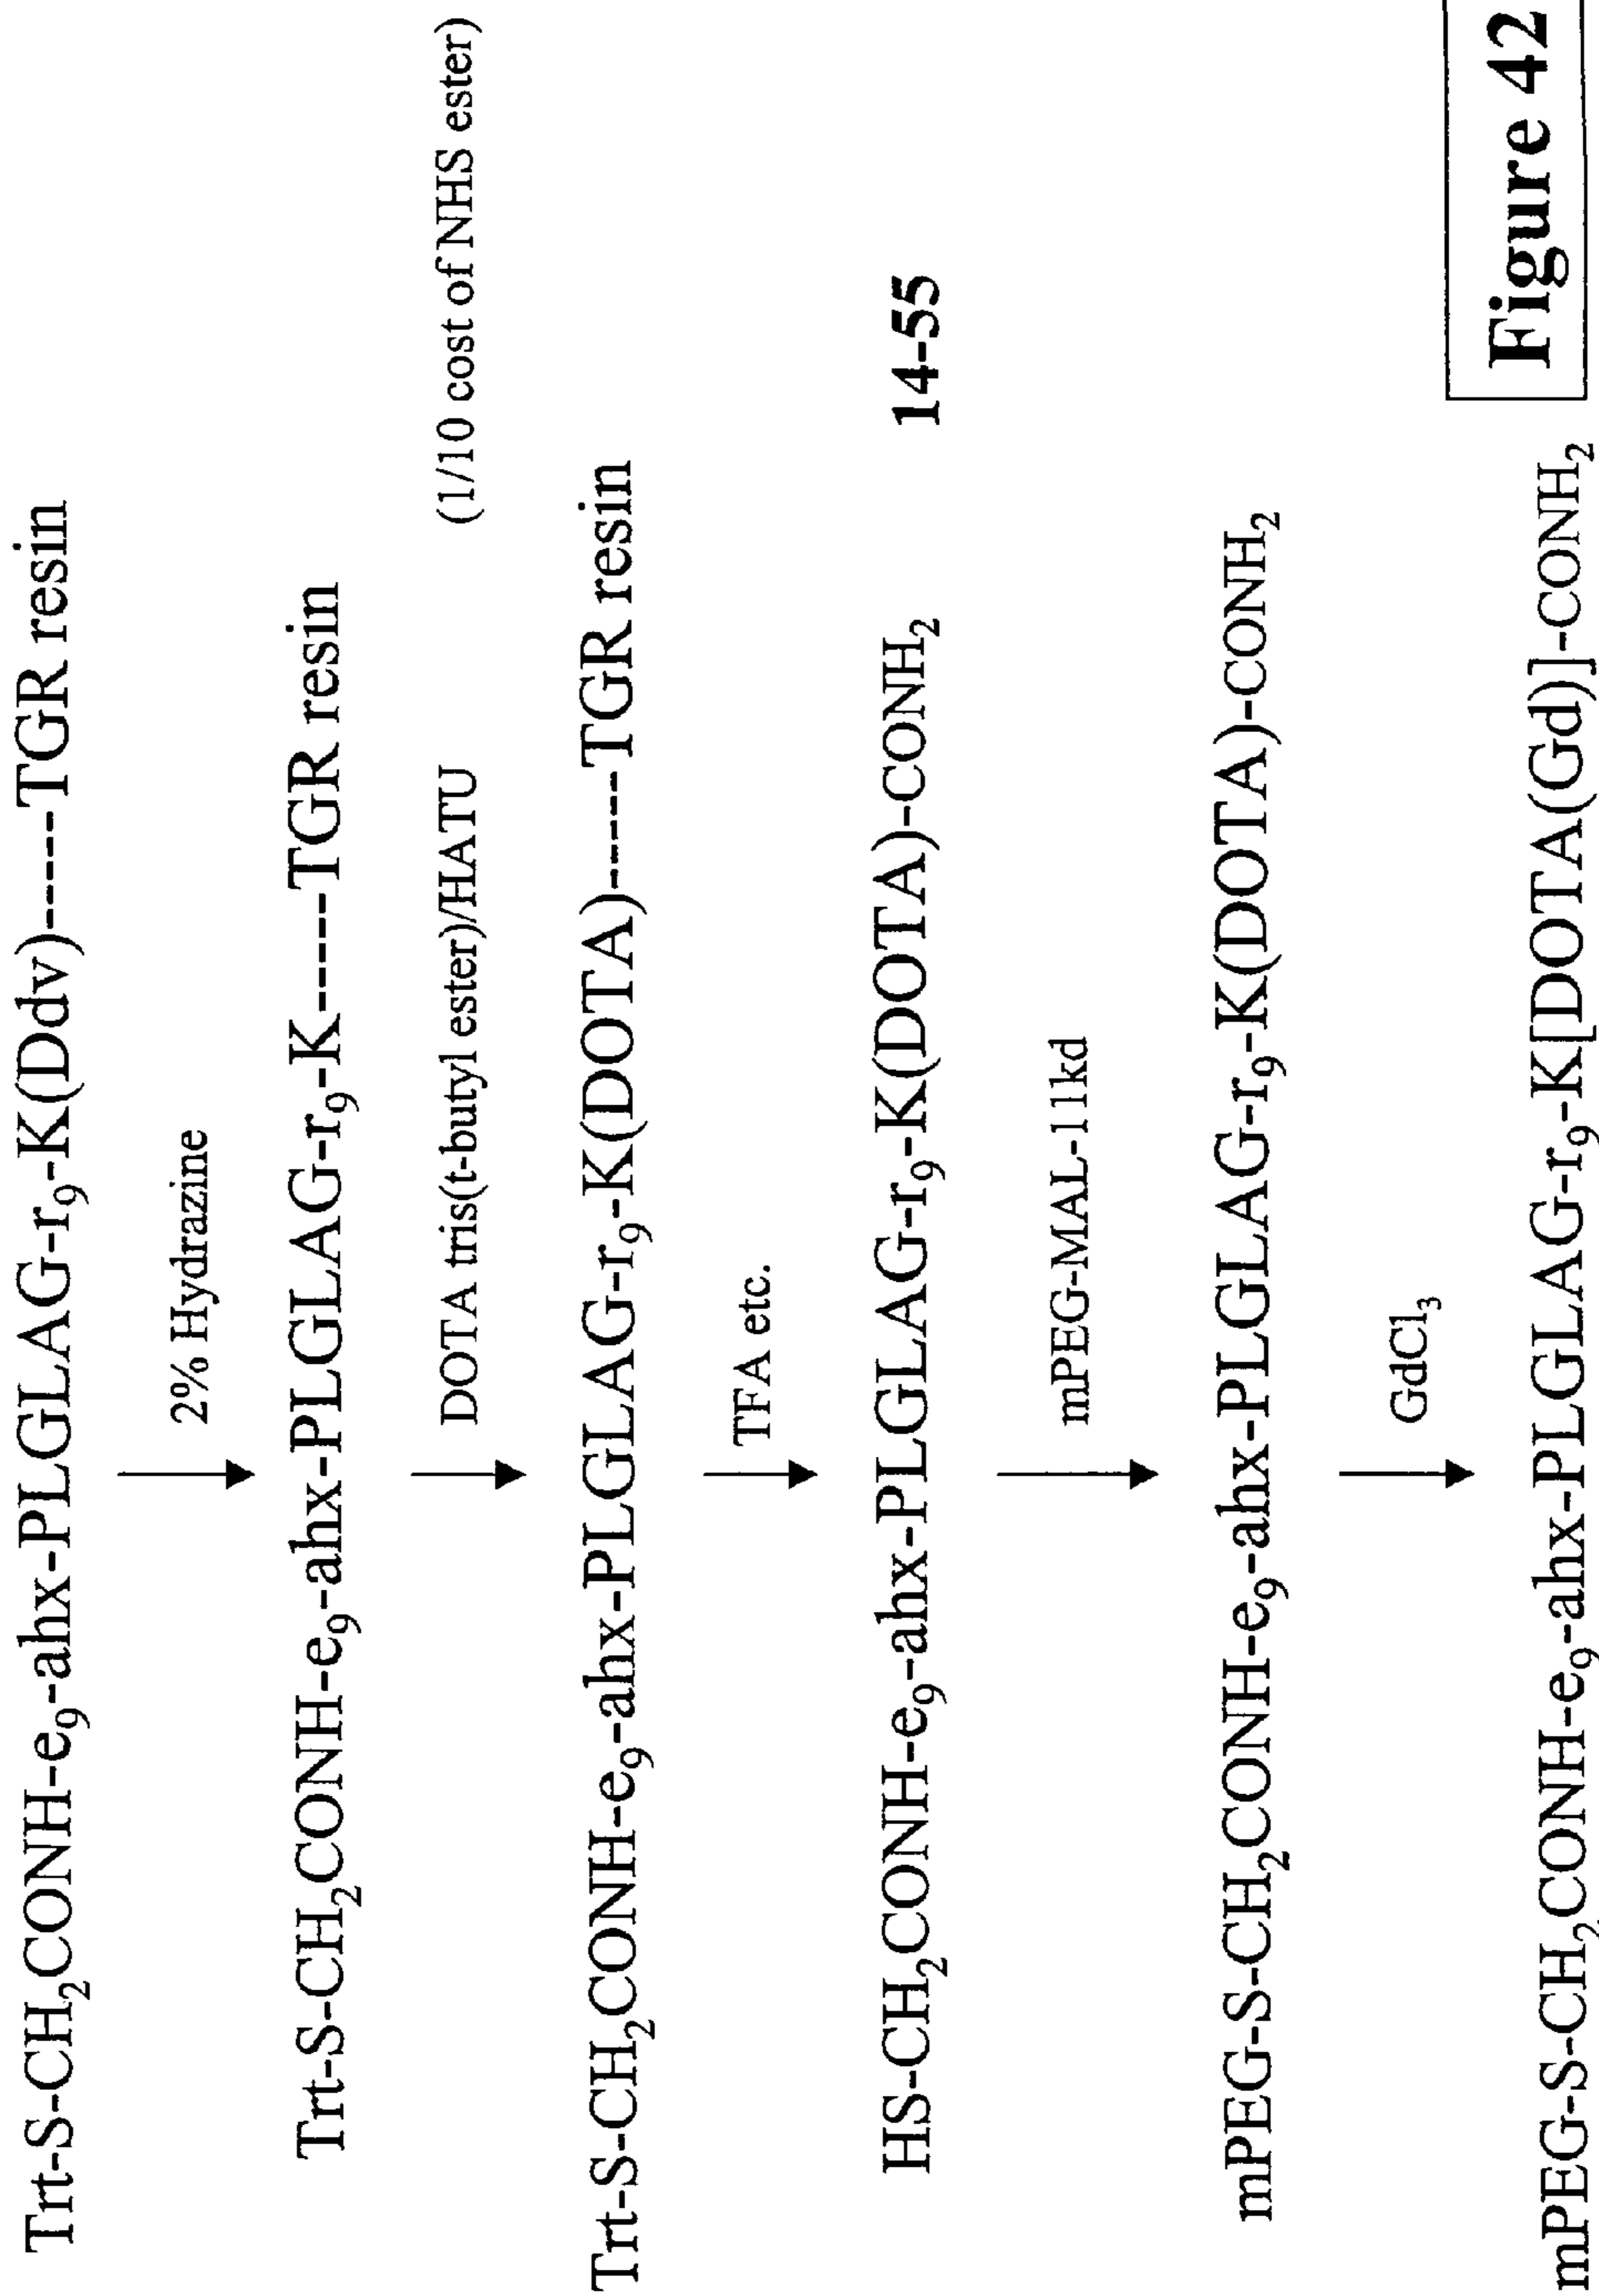 Trt-S-CH₂CONH-e₉-ahx-PLGLAG-r₉-K(Ddv)-----TGR resin
2% Hydrazine
Trt-S-CH₂CONH-e₉-ahx-PLGLAG-r₉-K-----TGR resin
DOTA tris(t-butyl ester)/HATU (1/10 cost of NHS ester)
Trt-S-CH₂CONH-e₉-ahx-PLGLAG-r₉-K(DOTA)-----TGR resin
TFA etc.
HS-CH₂CONH-e₉-ahx-PLGLAG-r₉-K(DOTA)-CONH₂ 14-55
mPEG-MAL-11kd
mPEG-S-CH₂CONH-e₉-ahx-PLGLAG-r₉-K(DOTA)-CONH₂
GdCl₃
mPEG-S-CH₂CONH-e₉-ahx-PLGLAG-r₉-K[DOTA(Gd)]-CONH₂
Figure 42